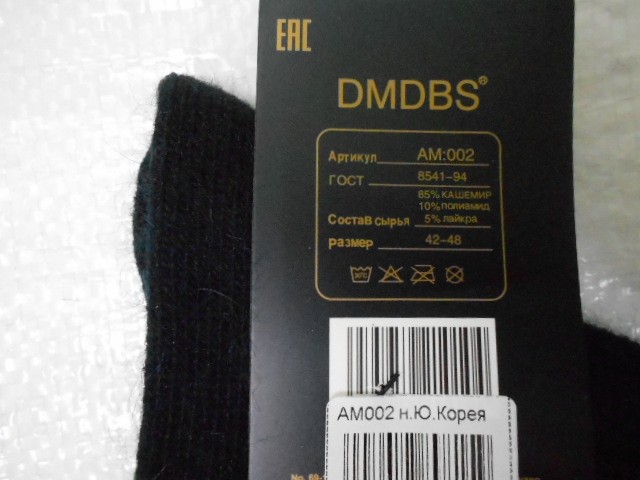 EAC
DMDBS®
Артикул AM:002
ГОСТ 8541-94
85% КАШЕМИР
10% полиамид
Состав сырья 5% лайкра
размер 42-48
30°C
AM002 н.Ю.Корея